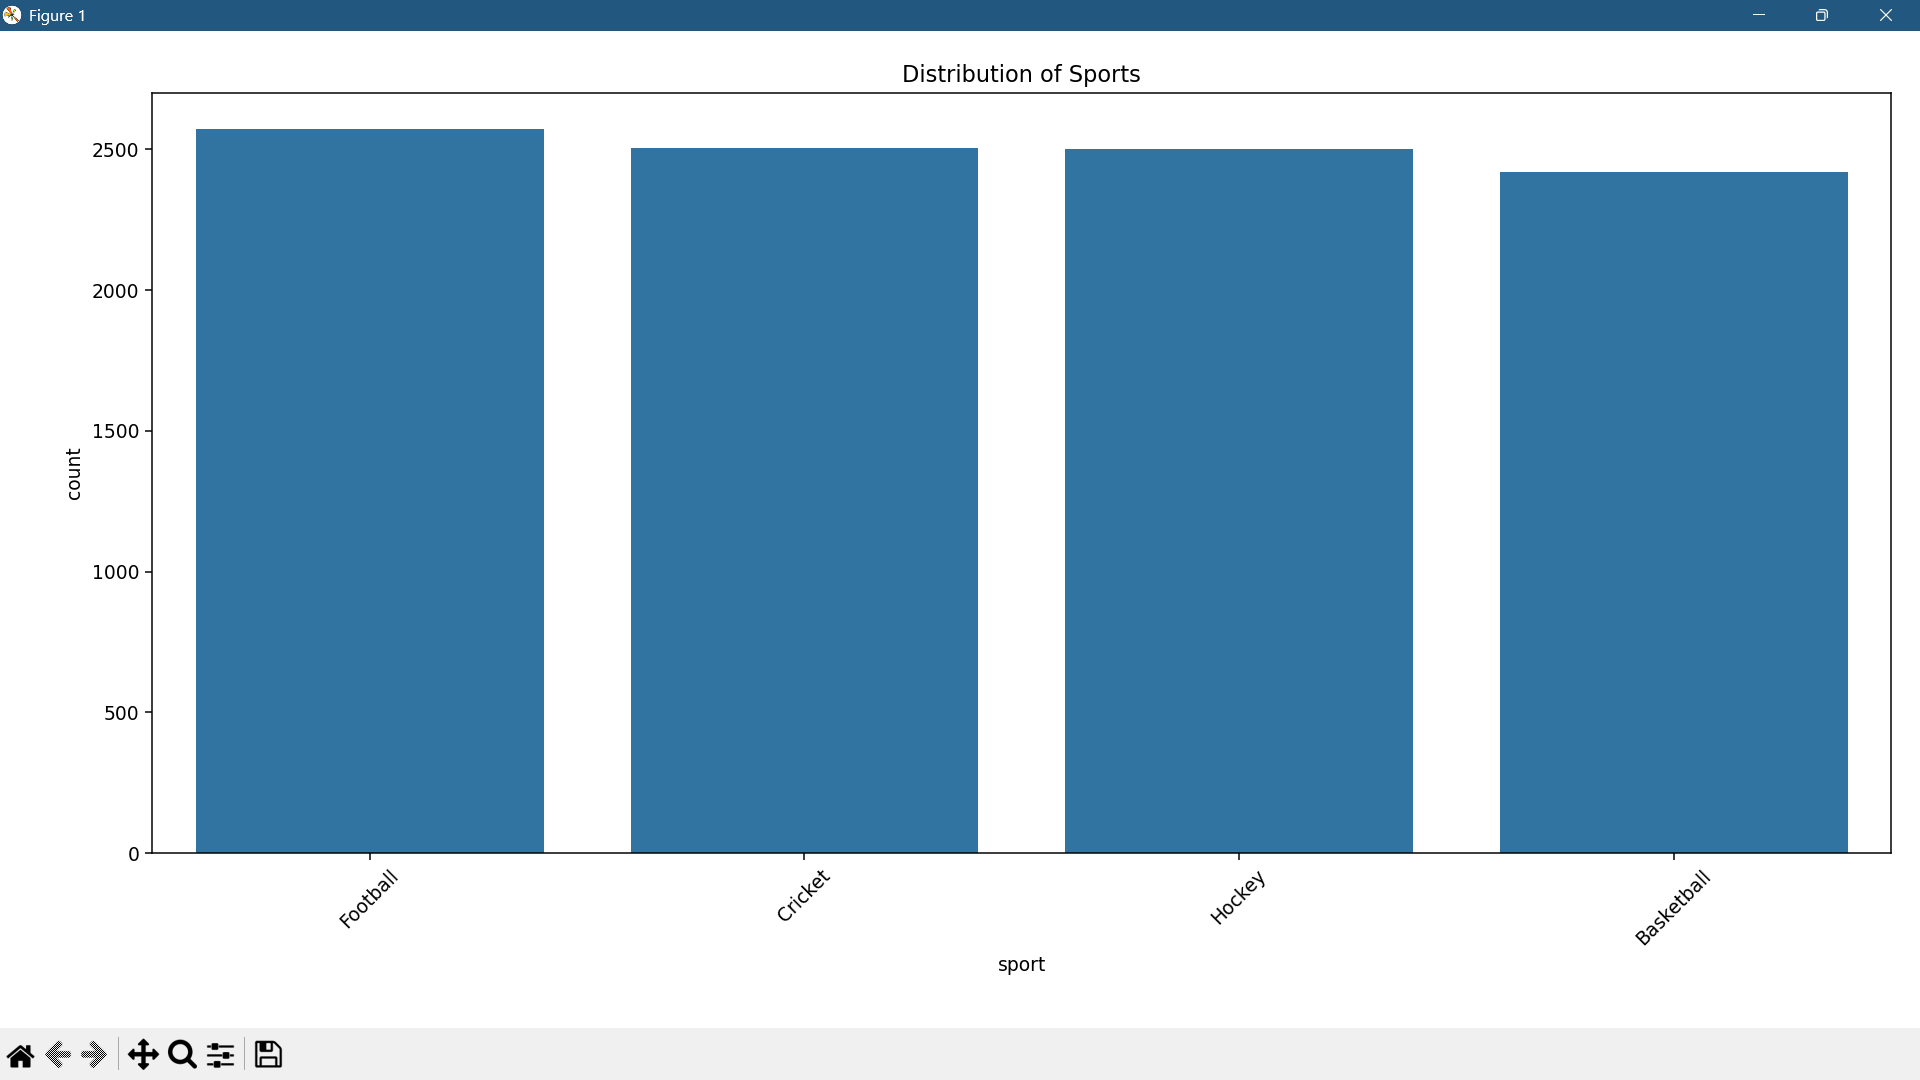 Figure 1
Distribution of Sports
2500
2000
1500
1000
500
0
count
Football
Cricket
Hockey
Basketball
sport